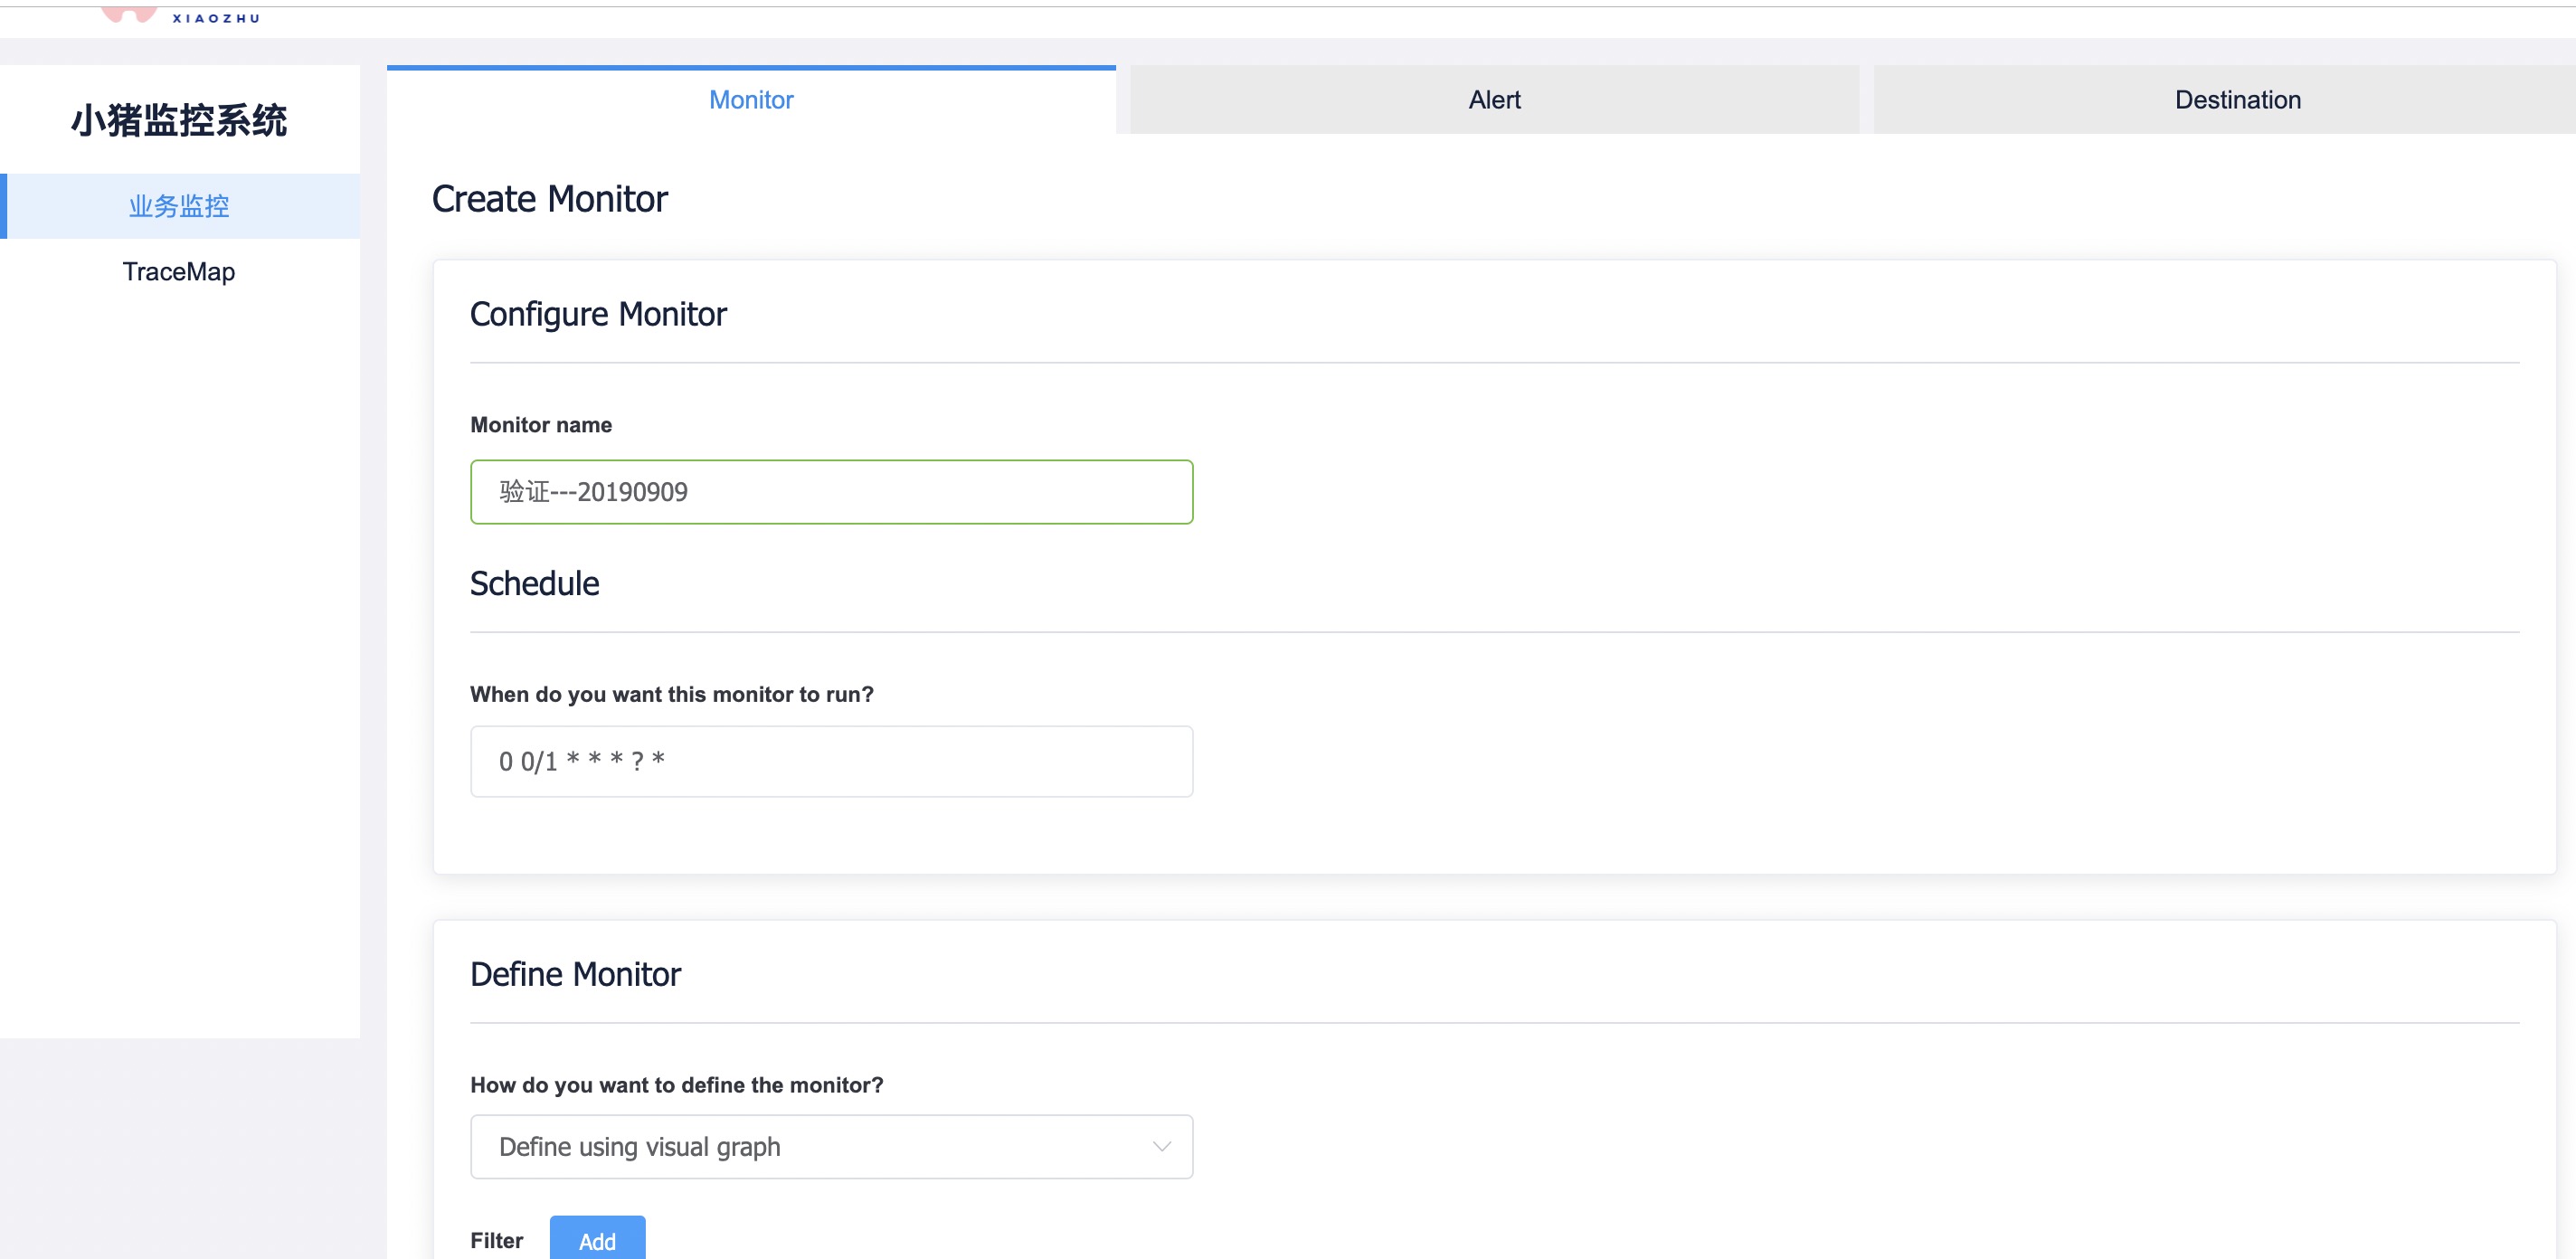 XIAOZHU
小猪监控系统
业务监控
TraceMap
Monitor
Alert
Destination
Create Monitor
Configure Monitor
Monitor name
验证---20190909
Schedule
When do you want this monitor to run?
0 0/1 * * * ? *
Define Monitor
How do you want to define the monitor?
Define using visual graph
Filter
Add